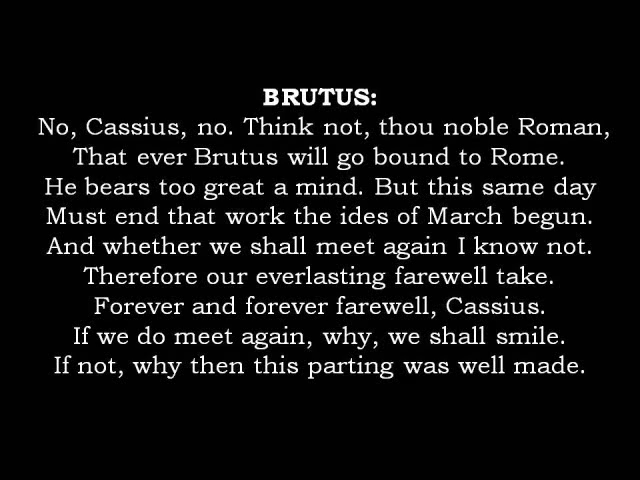 BRUTUS:
No, Cassius, no. Think not, thou noble Roman,
That ever Brutus will go bound to Rome.
He bears too great a mind. But this same day
Must end that work the ides of March begun.
And whether we shall meet again I know not.
Therefore our everlasting farewell take.
Forever and forever farewell, Cassius.
If we do meet again, why, we shall smile.
If not, why then this parting was well made.